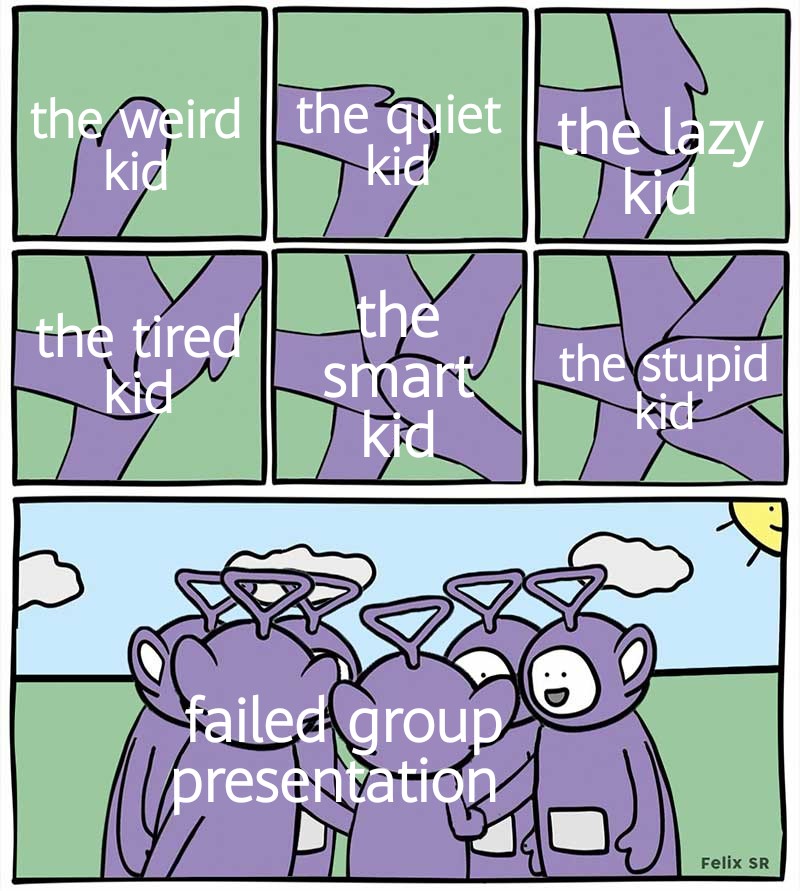 the weird
kid
the quiet
kid
the lazy
kid
the tired
kid
the
smart
kid
the stupid
kid
failed group
presentation
Felix SR